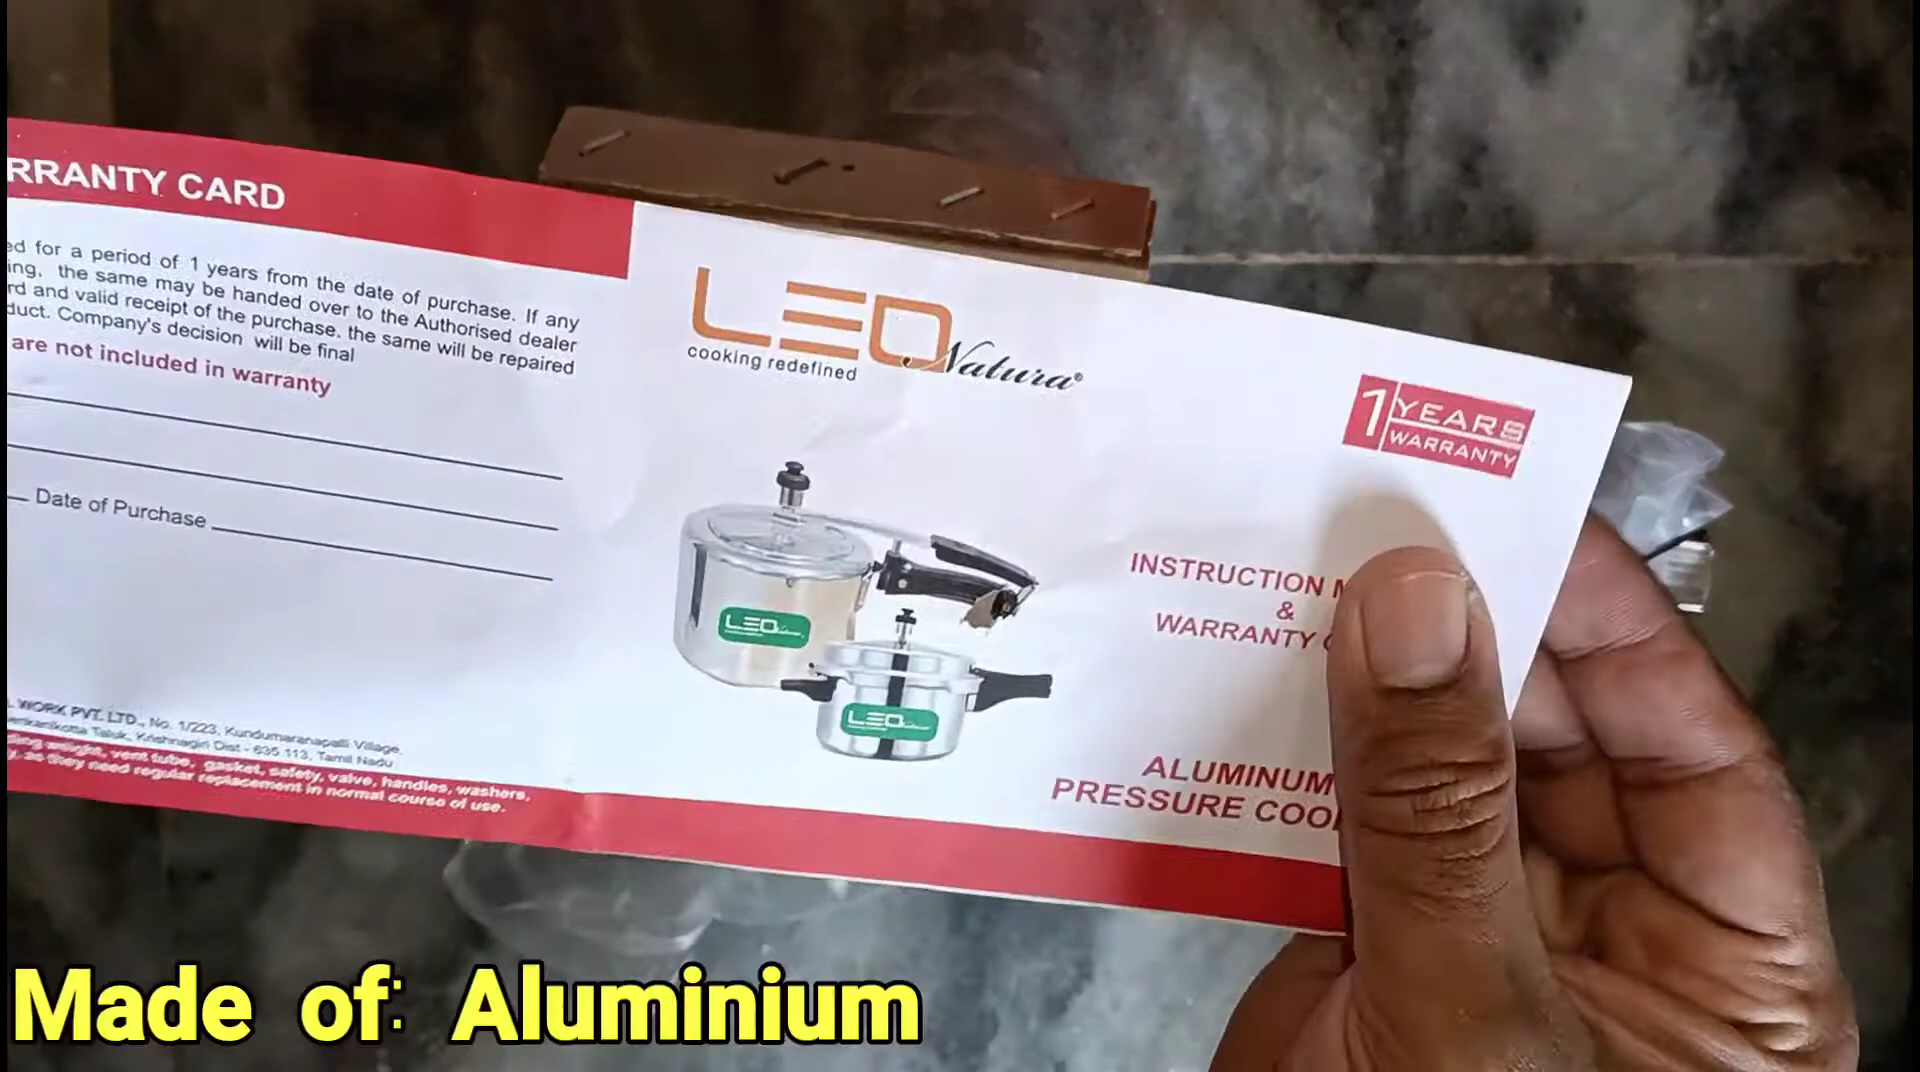 RRANTY CARD
ed for a period of 1 years from the date of purchase. If any
ing, the same may be handed over to the Authorised dealer
rd and valid receipt of the purchase. the same will be repaired
duct. Company's decision will be final
are not included in warranty
Date of Purchase
WORK PVT. LTD., No. 1/223, Kundumaranapalli Village,
Taluk, Krishnagiri Dist - 635 113, Tamil Nadu
weight, vent tube, gasket, safety, valve, handles, washers,
as they need regular replacement in normal course of use.
LEO Natura®
cooking redefined
1 YEARS
WARRANTY
INSTRUCTION M
&
WARRANTY
LEO
LEO
ALUMINUM
PRESSURE COO
Made of: Aluminium